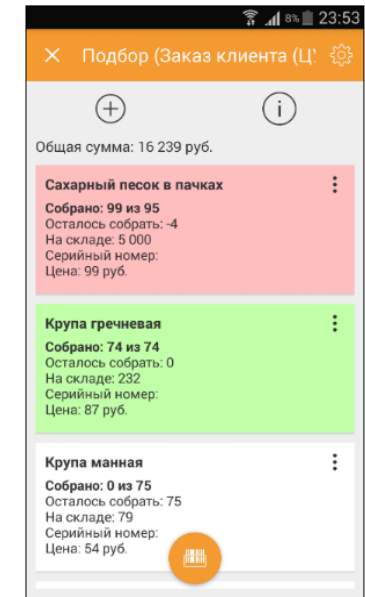 8% 23:53
Подбор (Заказ клиента (Ц
Общая сумма: 16 239 руб.
Сахарный песок в пачках
Собрано: 99 из 95
Осталось собрать: -4
На складе: 5 000
Серийный номер:
Цена: 99 руб.
Крупа гречневая
Собрано: 74 из 74
Осталось собрать: 0
На складе: 232
Серийный номер:
Цена: 87 руб.
Крупа манная
Собрано: 0 из 75
Осталось собрать: 75
На складе: 79
Серийный номер:
Цена: 54 руб.